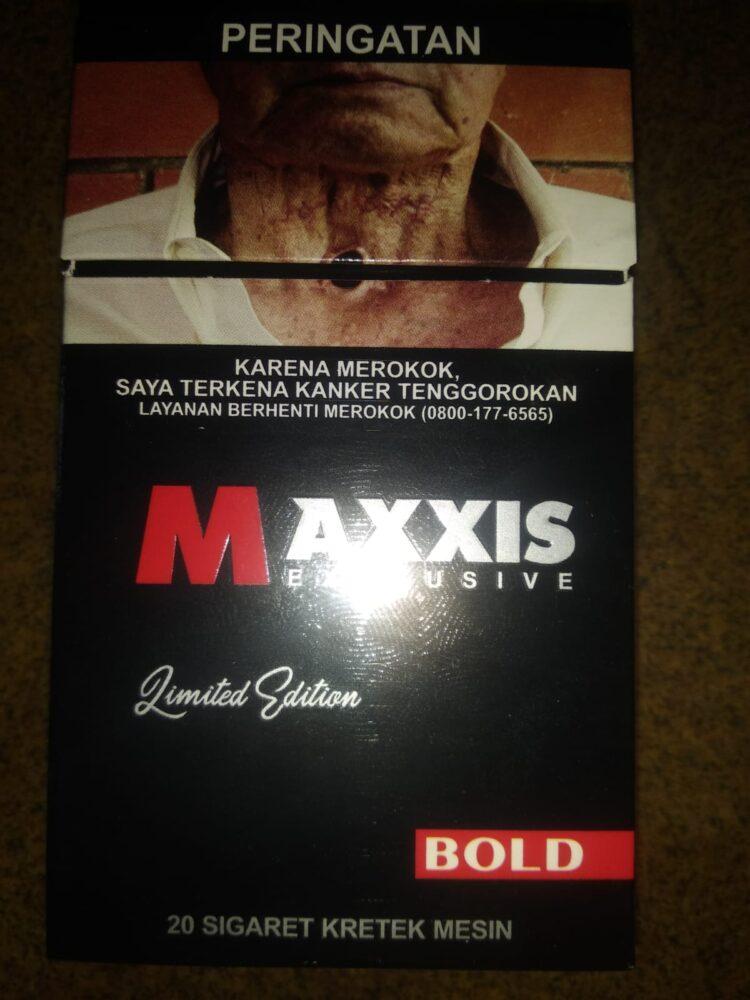 PERINGATAN
KARENA MEROKOK,
SAYA TERKENA KANKER TENGGOROKAN
LAYANAN BERHENTI MEROKOK (0800-177-6565)
MAXXIS
EXCLUSIVE
Limited Edition
BOLD
20 SIGARET KRETEK MESIN